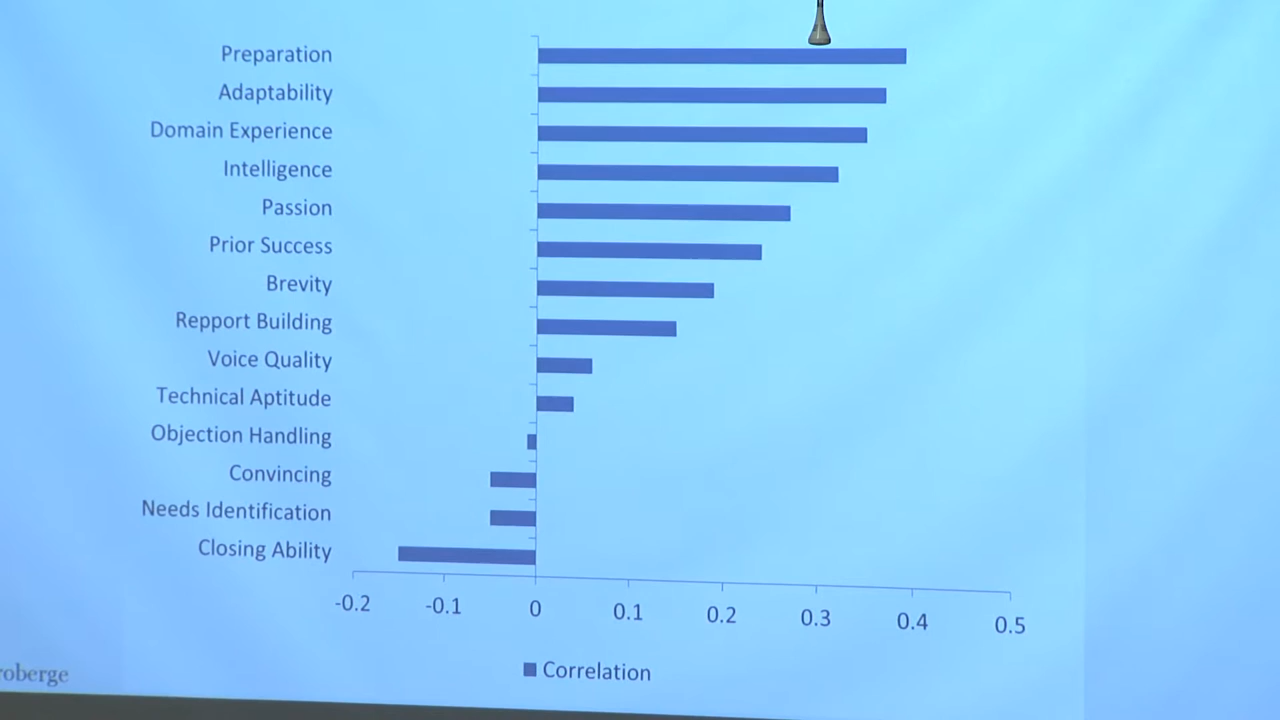 Preparation
Adaptability
Domain Experience
Intelligence
Passion
Prior Success
Brevity
Repport Building
Voice Quality
Technical Aptitude
Objection Handling
Convincing
Needs Identification
Closing Ability
-0.2 -0.1 0 0.1 0.2 0.3 0.4 0.5
Correlation
roberge